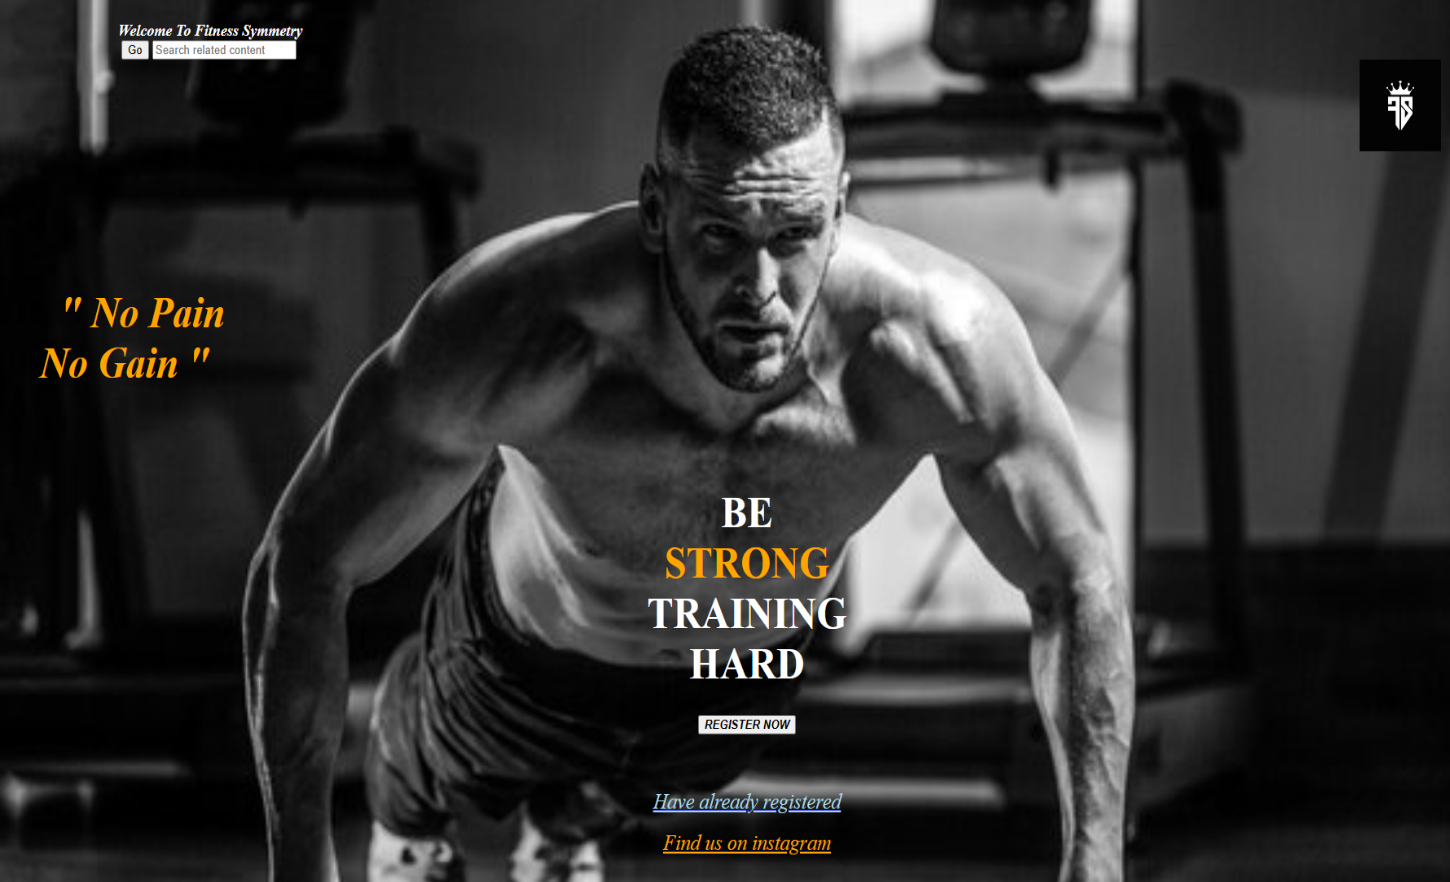 Welcome To Fitness Symmetry
Go Search related content
" No Pain
No Gain "
BE
STRONG
TRAINING
HARD
REGISTER NOW
Have already registered
Find us on instagram